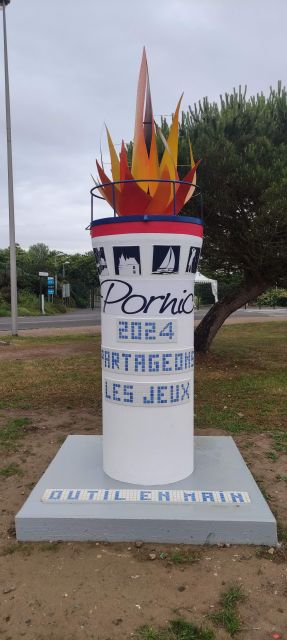 Pornic
2024
PARTAGEONS
LES JEUX
OUTIL EN MAIN